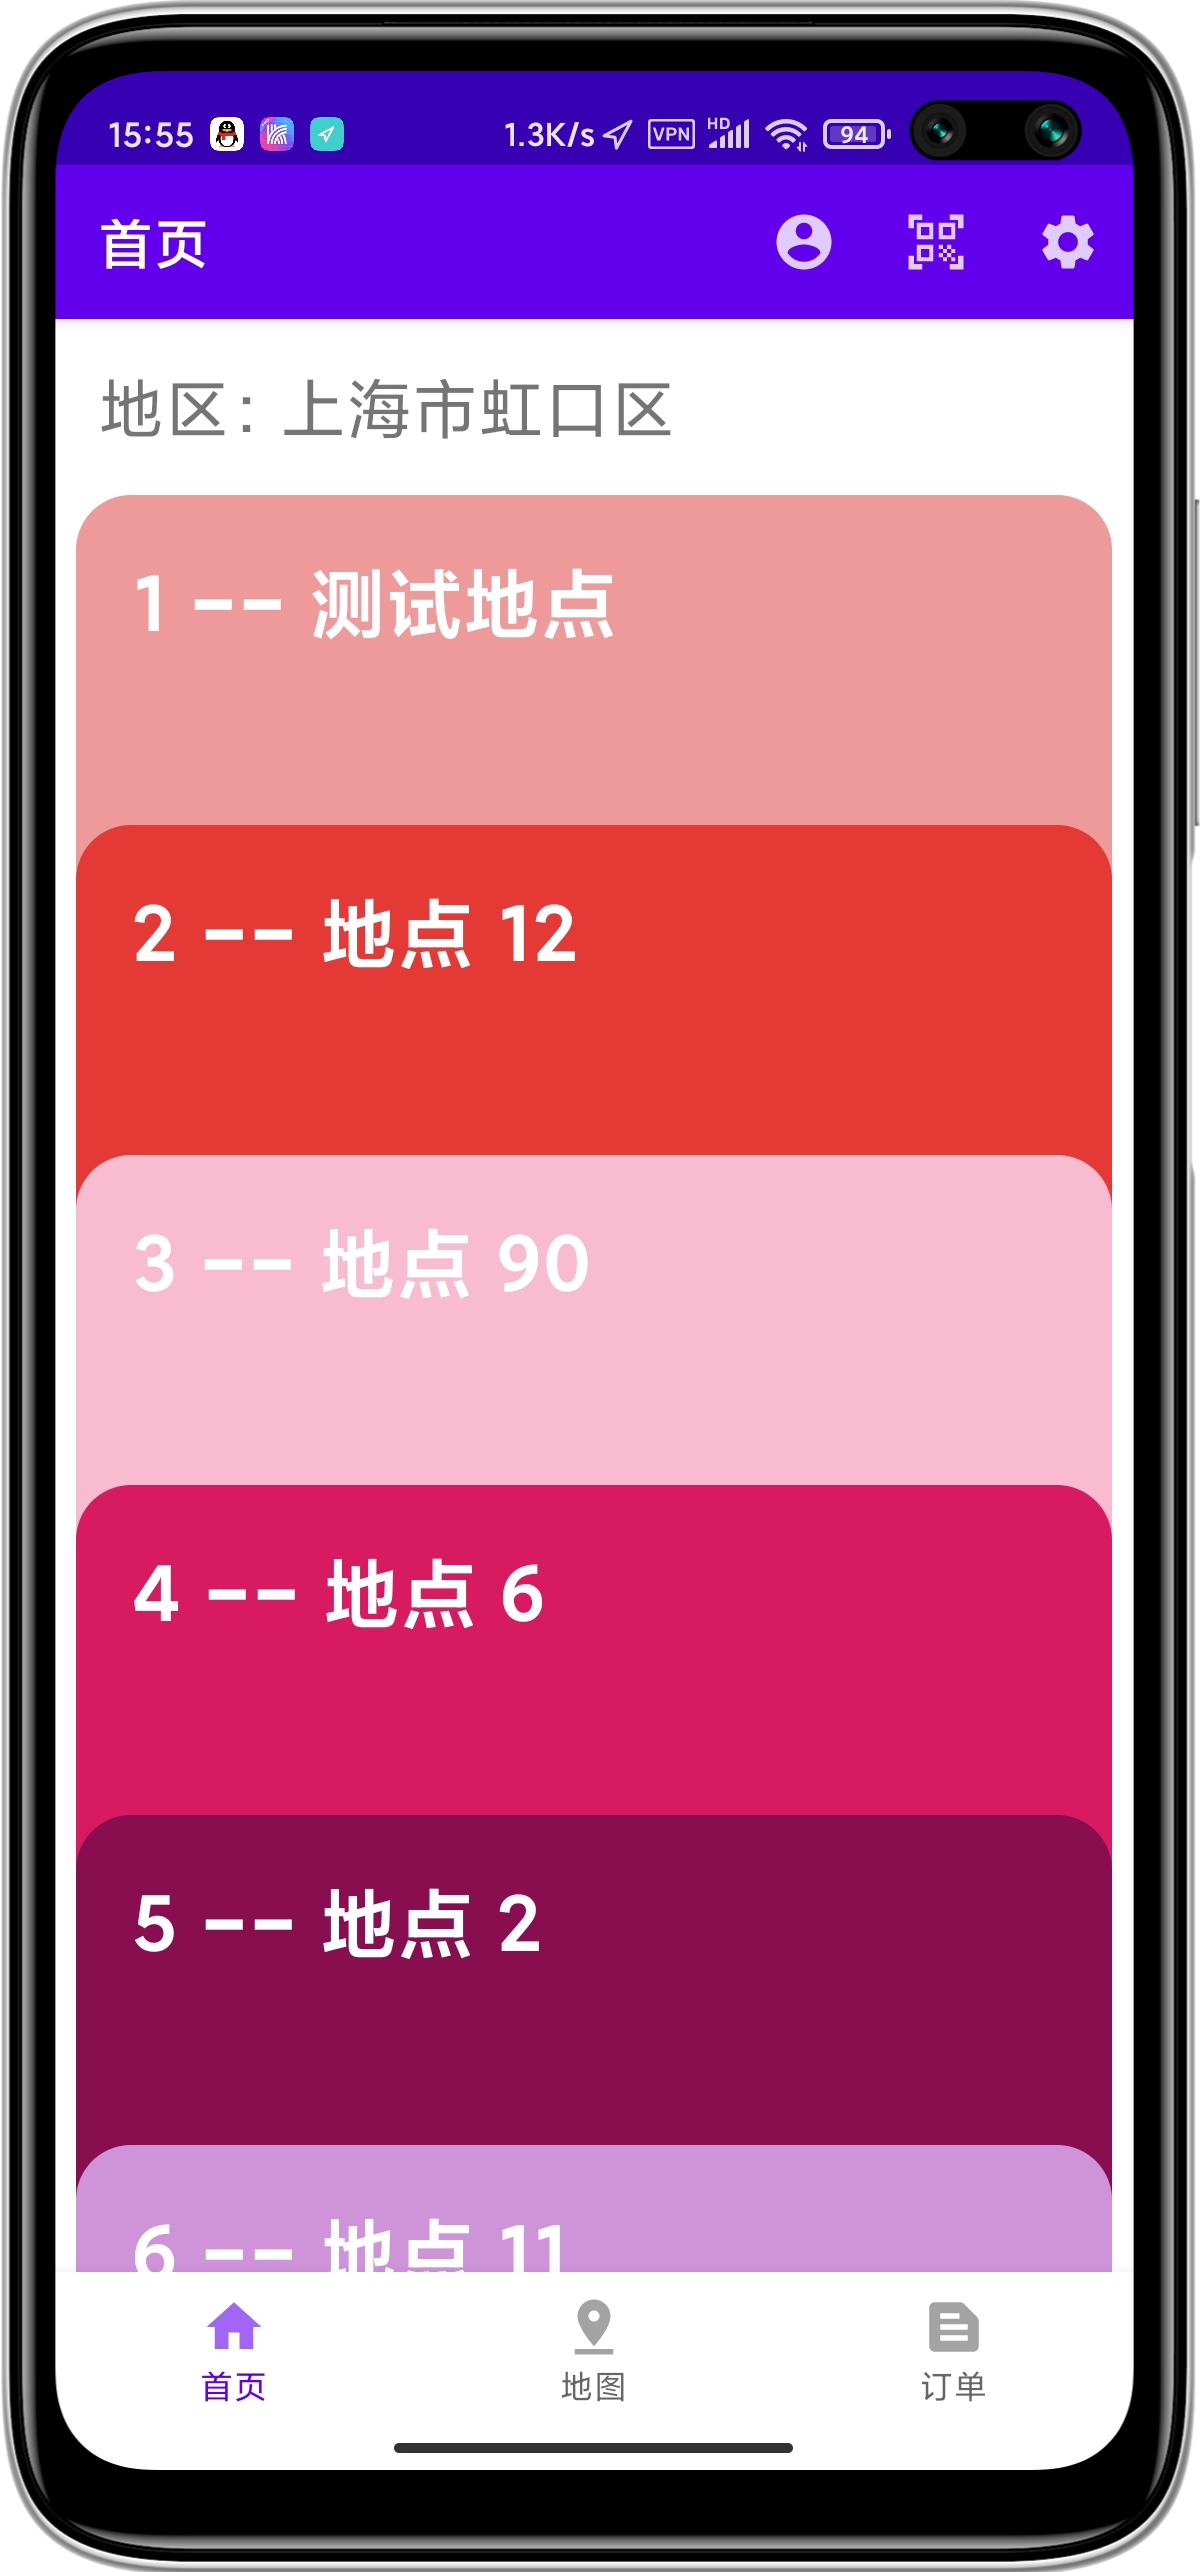 15:55 1.3K/s VPN HD 94
首页
地区: 上海市虹口区
1 -- 测试地点
2 -- 地点 12
3 -- 地点 90
4 -- 地点 6
5 -- 地点 2
6 -- 地点 11
首页 地图 订单